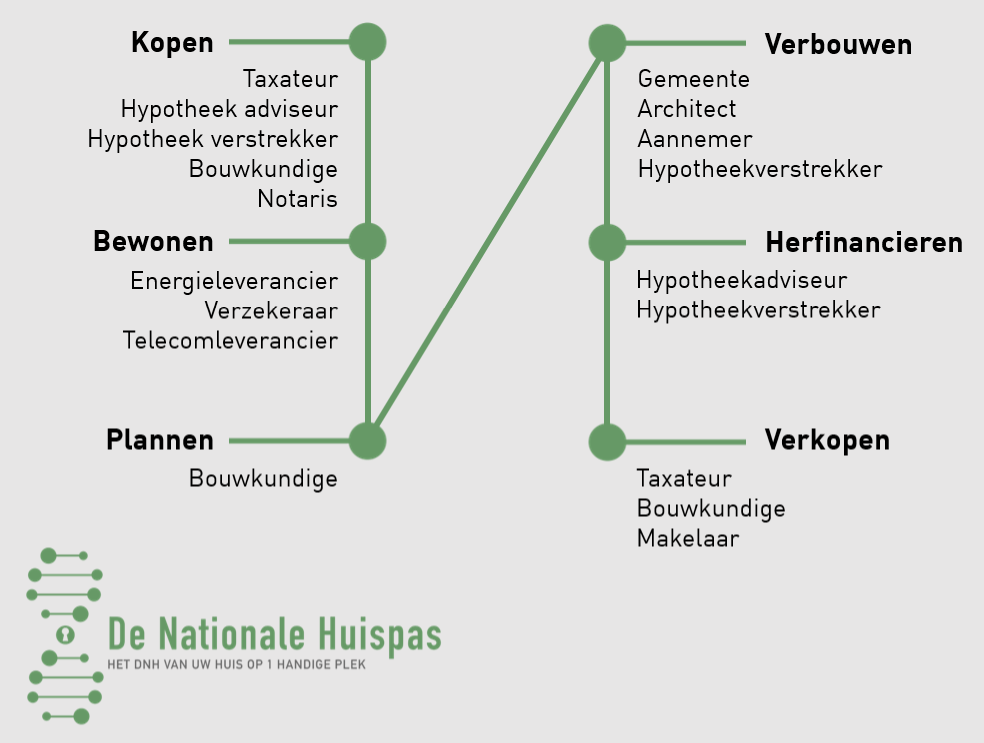 Kopen
Taxateur
Hypotheek adviseur
Hypotheek verstrekker
Bouwkundige
Notaris
Bewonen
Energieleverancier
Verzekeraar
Telecomleverancier
Plannen
Bouwkundige
Verbouwen
Gemeente
Architect
Aannemer
Hypotheekverstrekker
Herfinancieren
Hypotheekadviseur
Hypotheekverstrekker
Verkopen
Taxateur
Bouwkundige
Makelaar
De Nationale Huispas
HET DNH VAN UW HUIS OP 1 HANDIGE PLEK